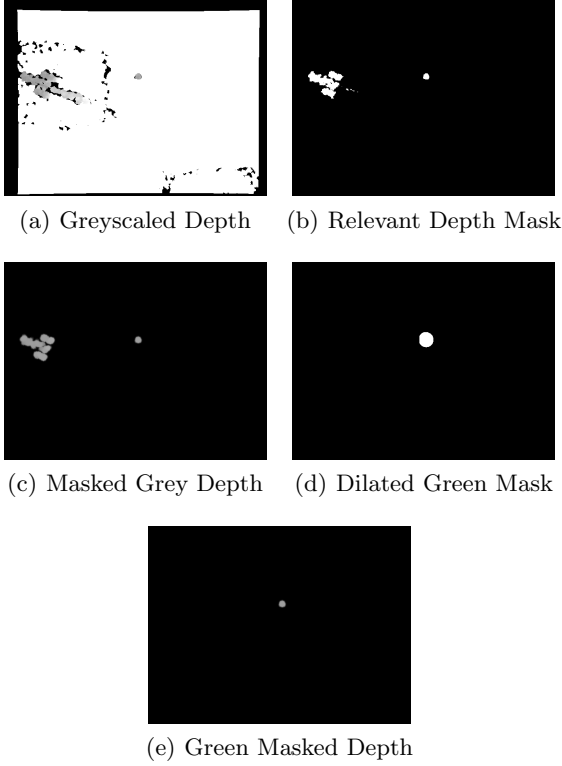 (a) Greyscaled Depth
(b) Relevant Depth Mask
(c) Masked Grey Depth
(d) Dilated Green Mask
(e) Green Masked Depth